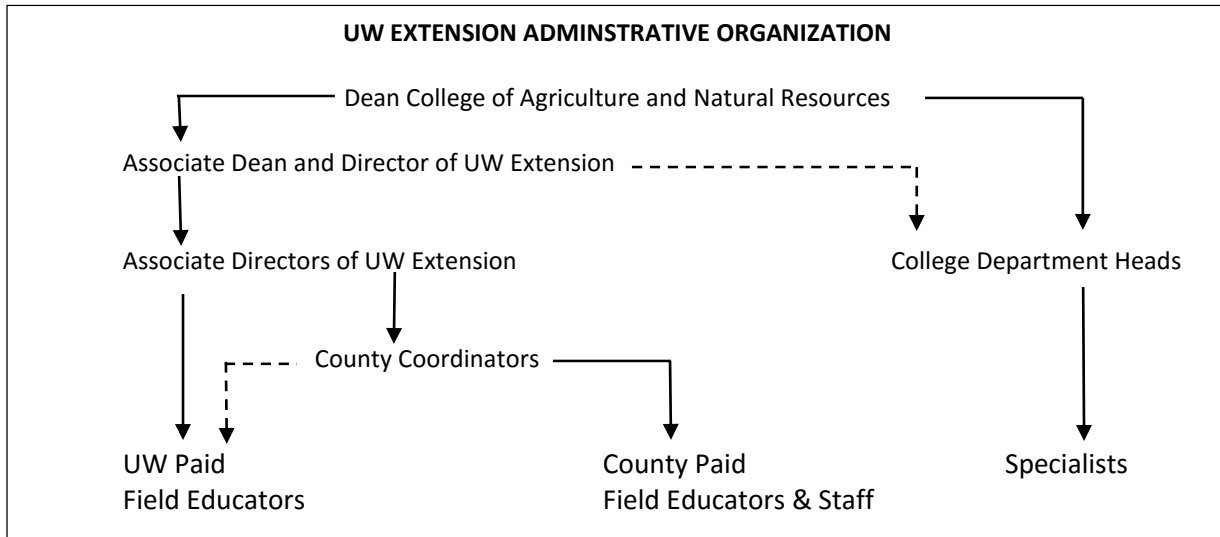 UW EXTENSION ADMINSTRATIVE ORGANIZATION
Dean College of Agriculture and Natural Resources
Associate Dean and Director of UW Extension
Associate Directors of UW Extension
College Department Heads
County Coordinators
UW Paid
Field Educators
County Paid
Field Educators & Staff
Specialists